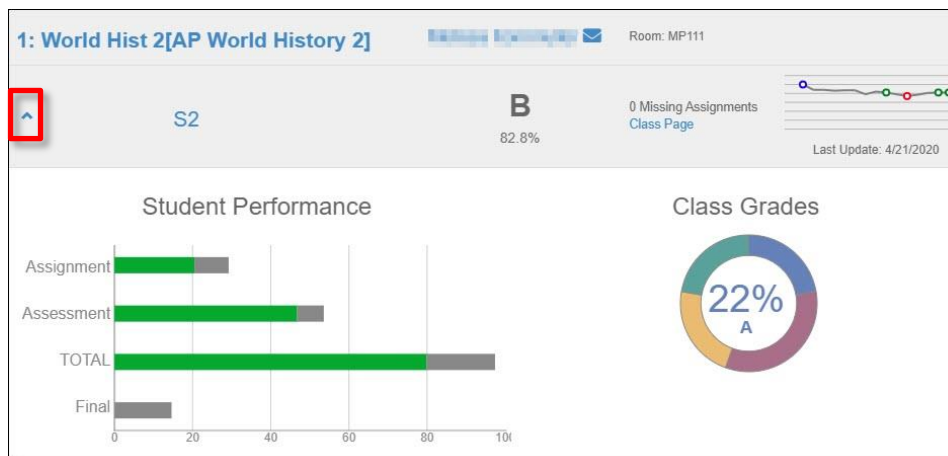 1: World Hist 2[AP World History 2]
Room: MP111
S2
B
82.8%
0 Missing Assignments
Class Page
Last Update: 4/21/2020
Student Performance
Assignment
Assessment
TOTAL
Final
0 20 40 60 80
Class Grades
22%
A